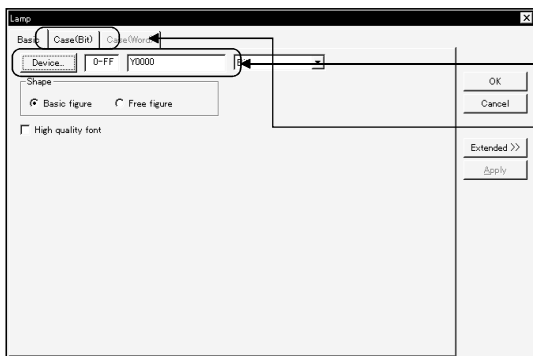 Lamp
Basic Case(Bit) Case(Word)
Device... 0-FF Y0000
Shape
Basic figure Free figure
High quality font
OK
Cancel
Extended >>
Apply